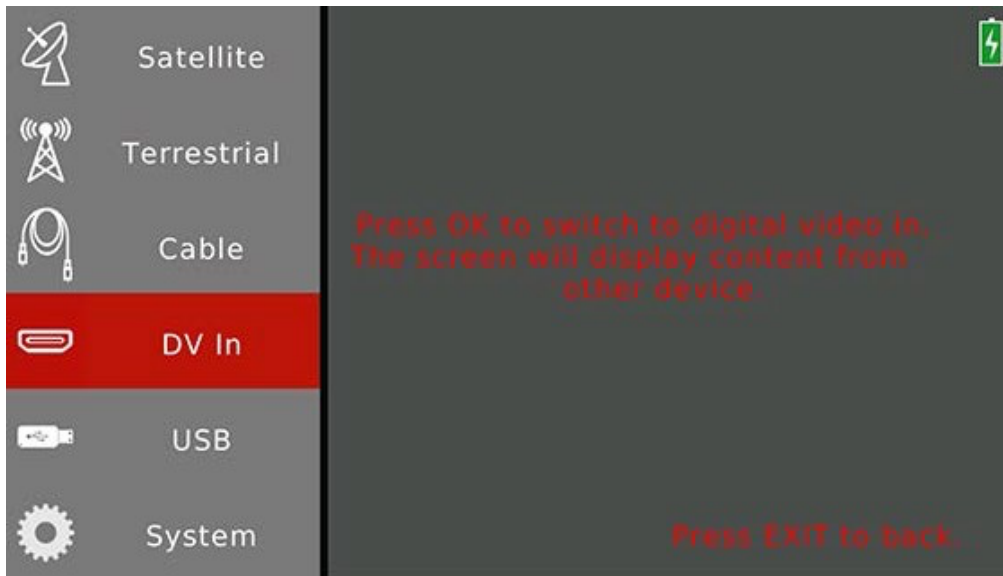 Satellite
Terrestrial
Cable
DV In
USB
System
Press OK to switch to digital video in.
The screen will display content from
other device.
Press EXIT to back.